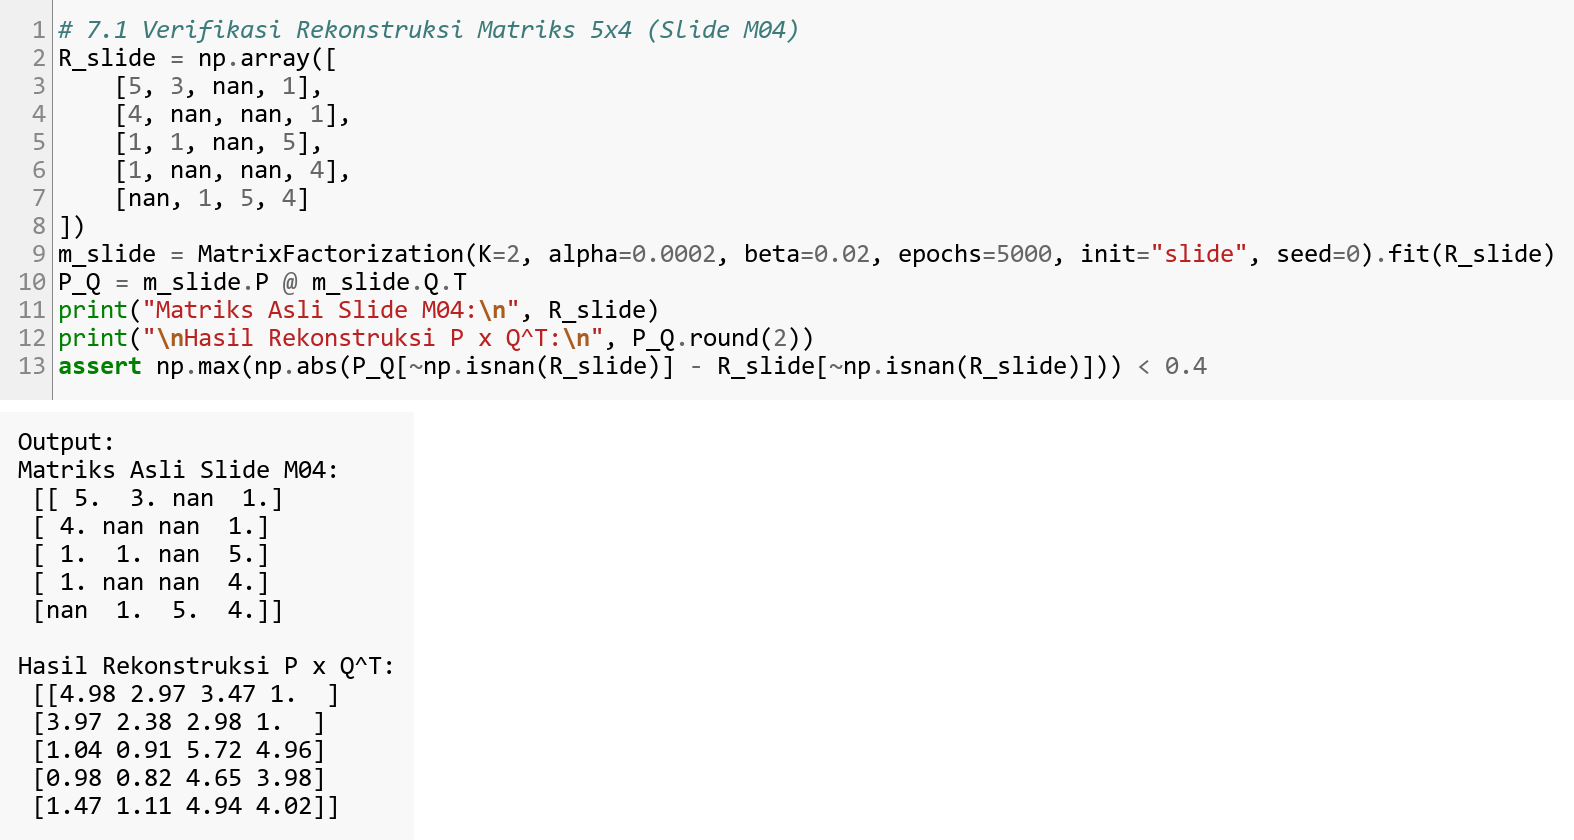 1 # 7.1 Verifikasi Rekonstruksi Matriks 5x4 (Slide M04)
2 R_slide = np.array([
3     [5, 3, nan, 1],
4     [4, nan, nan, 1],
5     [1, 1, nan, 5],
6     [1, nan, nan, 4],
7     [nan, 1, 5, 4]
8 ])
9 m_slide = MatrixFactorization(K=2, alpha=0.0002, beta=0.02, epochs=5000, init="slide", seed=0).fit(R_slide)
10 P_Q = m_slide.P @ m_slide.Q.T
11 print("Matriks Asli Slide M04:\n", R_slide)
12 print("\nHasil Rekonstruksi P x Q^T:\n", P_Q.round(2))
13 assert np.max(np.abs(P_Q[~np.isnan(R_slide)] - R_slide[~np.isnan(R_slide)])) < 0.4
Output:
Matriks Asli Slide M04:
 [[ 5.  3. nan  1.]
 [ 4. nan nan  1.]
 [ 1.  1. nan  5.]
 [ 1. nan nan  4.]
 [nan  1.  5.  4.]]

Hasil Rekonstruksi P x Q^T:
 [[4.98 2.97 3.47 1.  ]
 [3.97 2.38 2.98 1.  ]
 [1.04 0.91 5.72 4.96]
 [0.98 0.82 4.65 3.98]
 [1.47 1.11 4.94 4.02]]